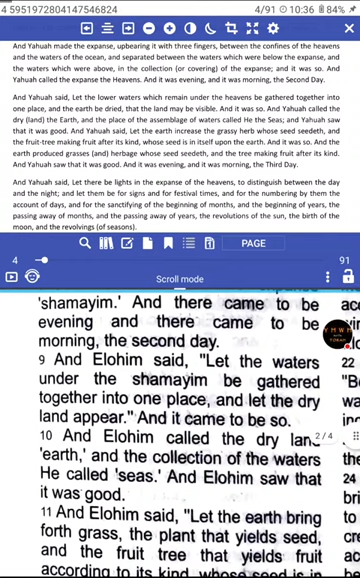 4 4595197280414754​6824
4/91 10:36 84%
And Yahuah made the expanse, upbearing it with three fingers, between the confines of the heavens
and the waters of the ocean, and separated between the waters which were below the expanse, and
the waters which were above, in the collection (or covering) of the expanse; and it was so. And
Yahuah called the expanse the Heavens. And it was evening, and it was morning, the Second Day.
And Yahuah said, Let the lower waters which remain under the heavens be gathered together into
one place, and the earth be dried, that the land may be visible. And it was so. And Yahuah called the
dry (land) the Earth, and the place of the assemblage of waters called He the Seas; and Yahuah saw
that it was good. And Yahuah said, Let the earth increase the grassy herb whose seed seedeth, and
the fruit-tree making fruit after its kind, whose seed is in itself upon the earth. And it was so. And the
earth produced grasses (and) herbage whose seed seedeth, and the tree making fruit after its kind.
And Yahuah saw that it was good. And it was evening, and it was morning, the Third Day.
And Yahuah said, Let there be lights in the expanse of the heavens, to distinguish between the day
and the night; and let them be for signs and for festival times, and for the numbering by them the
account of days, and for the sanctifying of the beginning of months, and the beginning of years, the
passing away of months, and the passing away of years, the revolutions of the sun, the birth of the
moon, and the revolvings (of seasons).
PAGE
4 91
Scroll mode
'shamayim.' And there came to be
evening and there came to be
morning, the second day.
9 And Elohim said, "Let the waters
under the shamayim be gathered
together into one place, and let the dry
land appear." And it came to be so.
10 And Elohim called the dry land
'earth,' and the collection of the waters
He called 'seas.' And Elohim saw that
it was good.
11 And Elohim said, "Let the earth bring
forth grass, the plant that yields seed,
and the fruit tree that yields fruit
according to its kind, whose seed is in
YHWH
22
"B
wa
2/4
the
24
bri
to
cre
ac